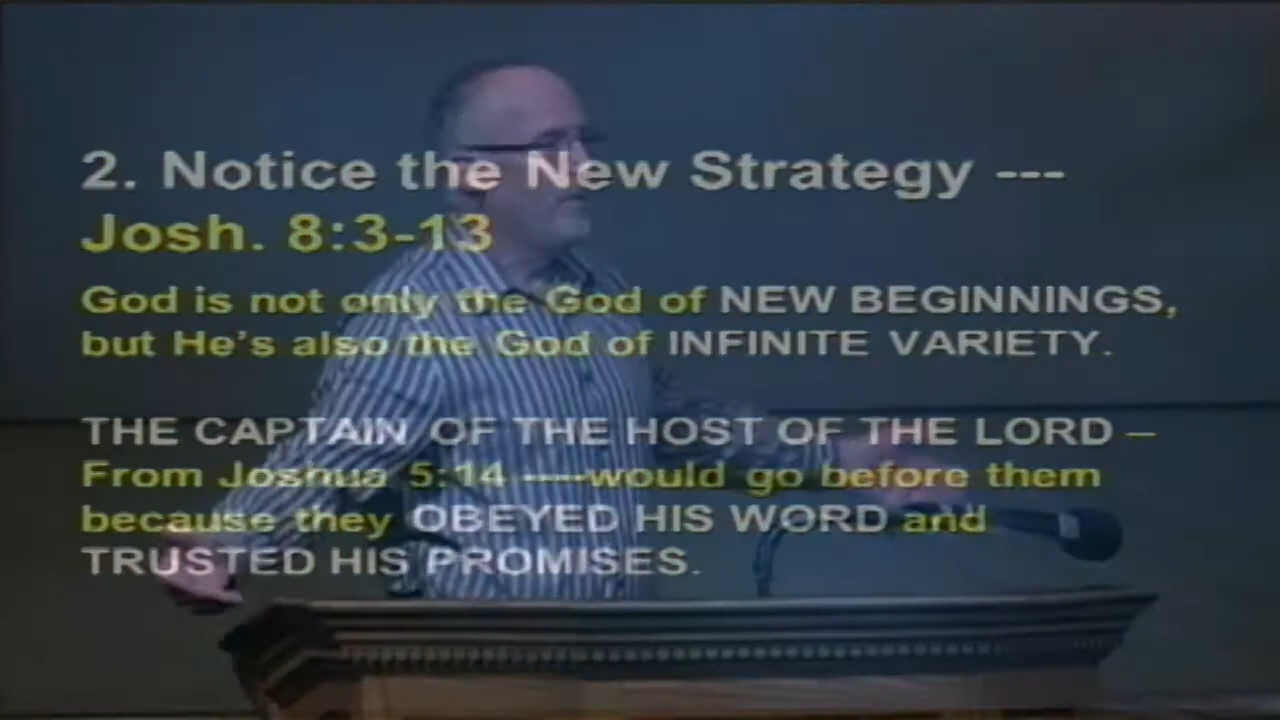 2. Notice the New Strategy ---
Josh. 8:3-13
God is not only the God of NEW BEGINNINGS,
but He's also the God of INFINITE VARIETY.
THE CAPTAIN OF THE HOST OF THE LORD –
From Joshua 5:14 ----would go before them
because they OBEYED HIS WORD and
TRUSTED HIS PROMISES.